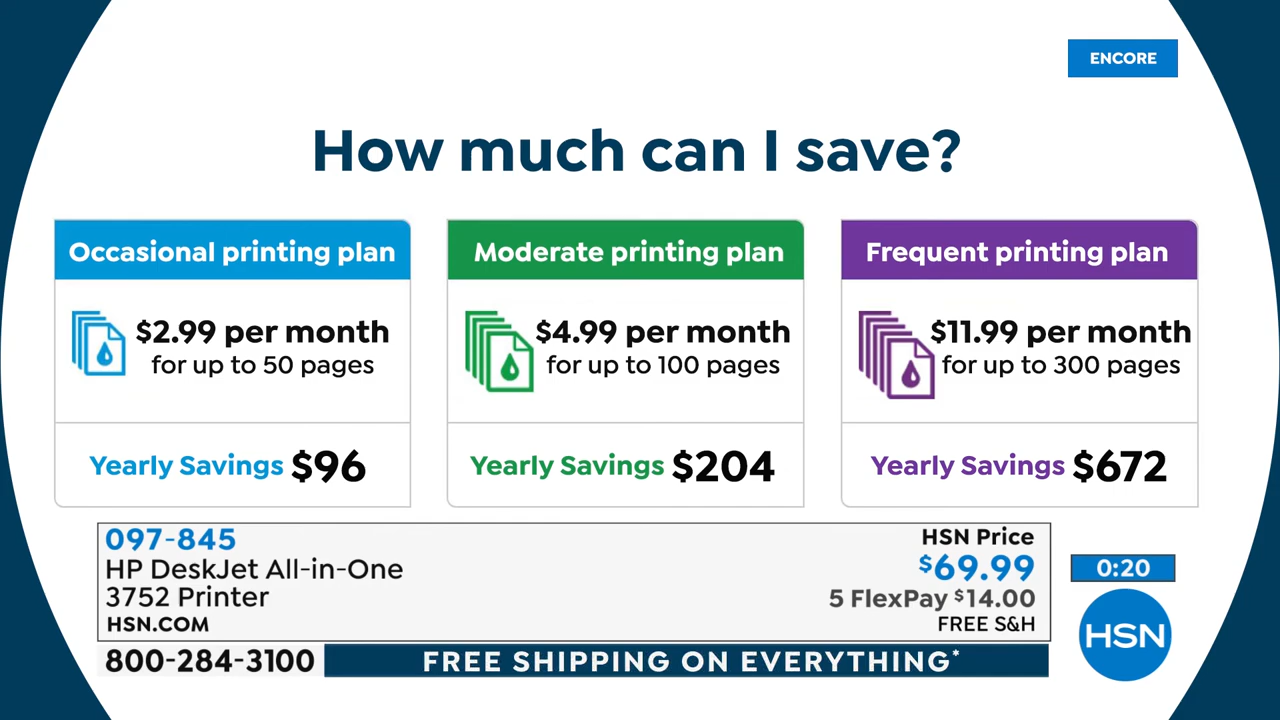 ENCORE
How much can I save?
Occasional printing plan
$2.99 per month
for up to 50 pages
Yearly Savings $96
Moderate printing plan
$4.99 per month
for up to 100 pages
Yearly Savings $204
Frequent printing plan
$11.99 per month
for up to 300 pages
Yearly Savings $672
097-845
HP DeskJet All-in-One
3752 Printer
HSN.COM
HSN Price
$69.99
5 FlexPay $14.00
FREE S&H
0:20
HSN
800-284-3100
FREE SHIPPING ON EVERYTHING*